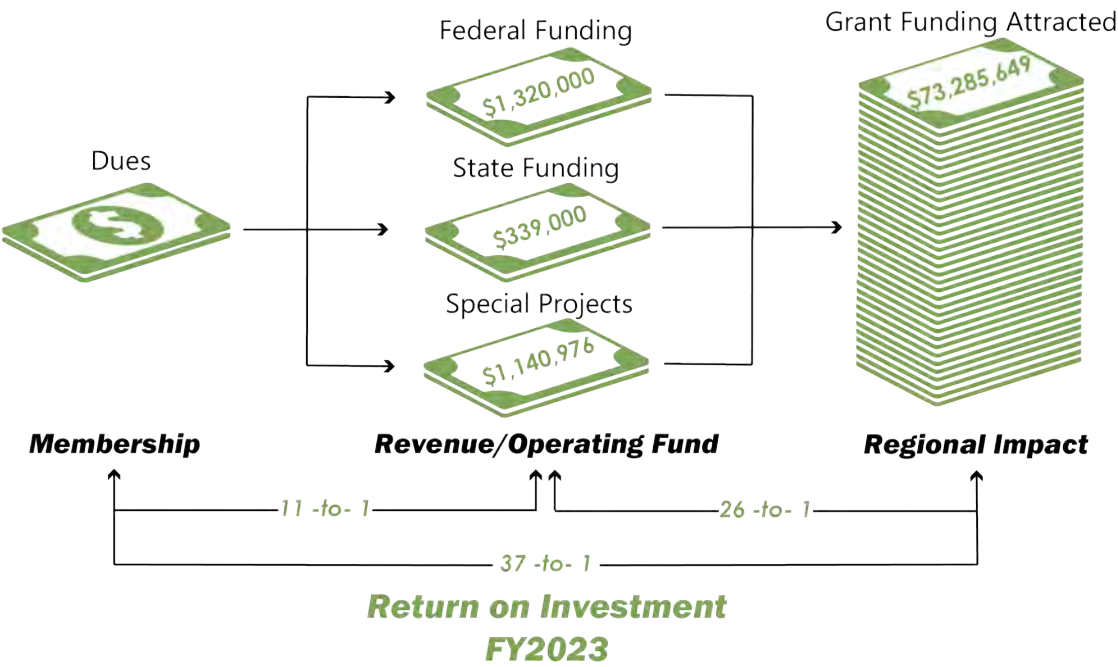 Dues
$
Federal Funding
$1,320,000
State Funding
$339,000
Special Projects
$1,140,976
Grant Funding Attracted
$73,285,649
Membership
Revenue/Operating Fund
Regional Impact
11 -to- 1
26 -to- 1
37 -to- 1
Return on Investment
FY2023